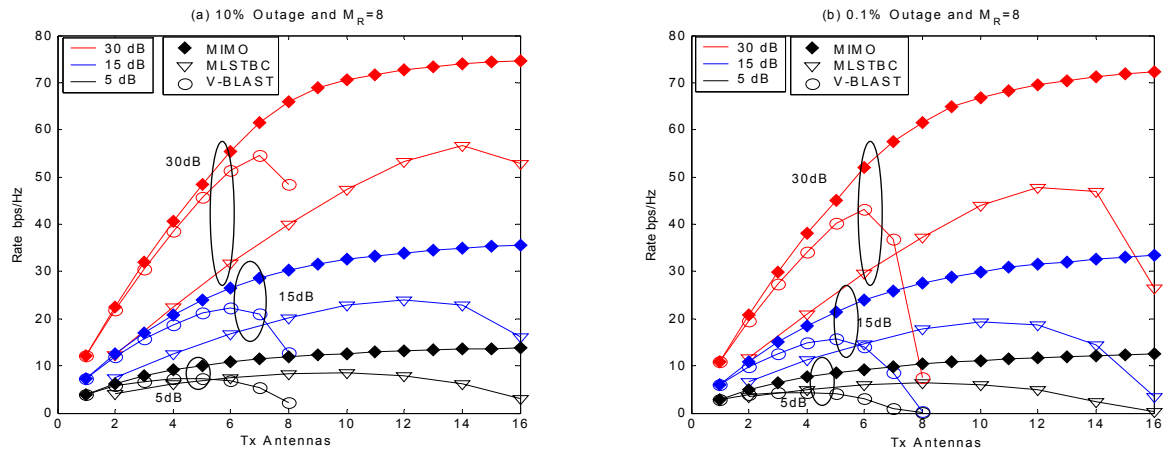 (a) 10% Outage and M_R=8
80
70
60
50
40
30
20
10
0
Rate bps/Hz
30 dB
15 dB
5 dB
MIMO
MLSTBC
V-BLAST
30dB
15dB
5dB
0 2 4 6 8 10 12 14 16
Tx Antennas
(b) 0.1% Outage and M_R=8
80
70
60
50
40
30
20
10
0
Rate bps/Hz
30 dB
15 dB
5 dB
MIMO
MLSTBC
V-BLAST
30dB
15dB
5dB
0 2 4 6 8 10 12 14 16
Tx Antennas